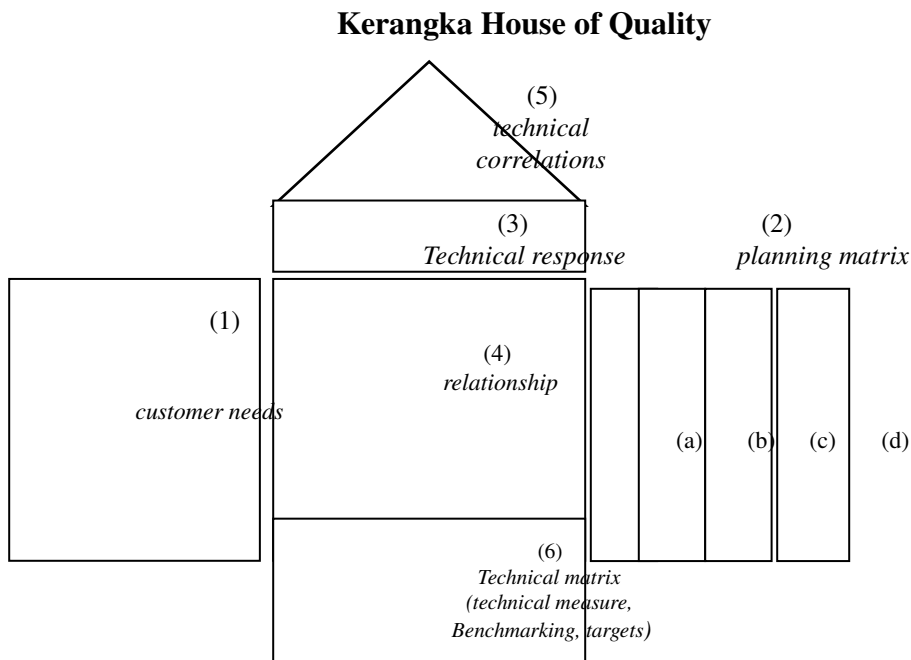 Kerangka House of Quality
(5)
technical
correlations
(3)
Technical response
(2)
planning matrix
(1)
customer needs
(4)
relationship
(a)
(b)
(c)
(d)
(6)
Technical matrix
(technical measure,
Benchmarking, targets)